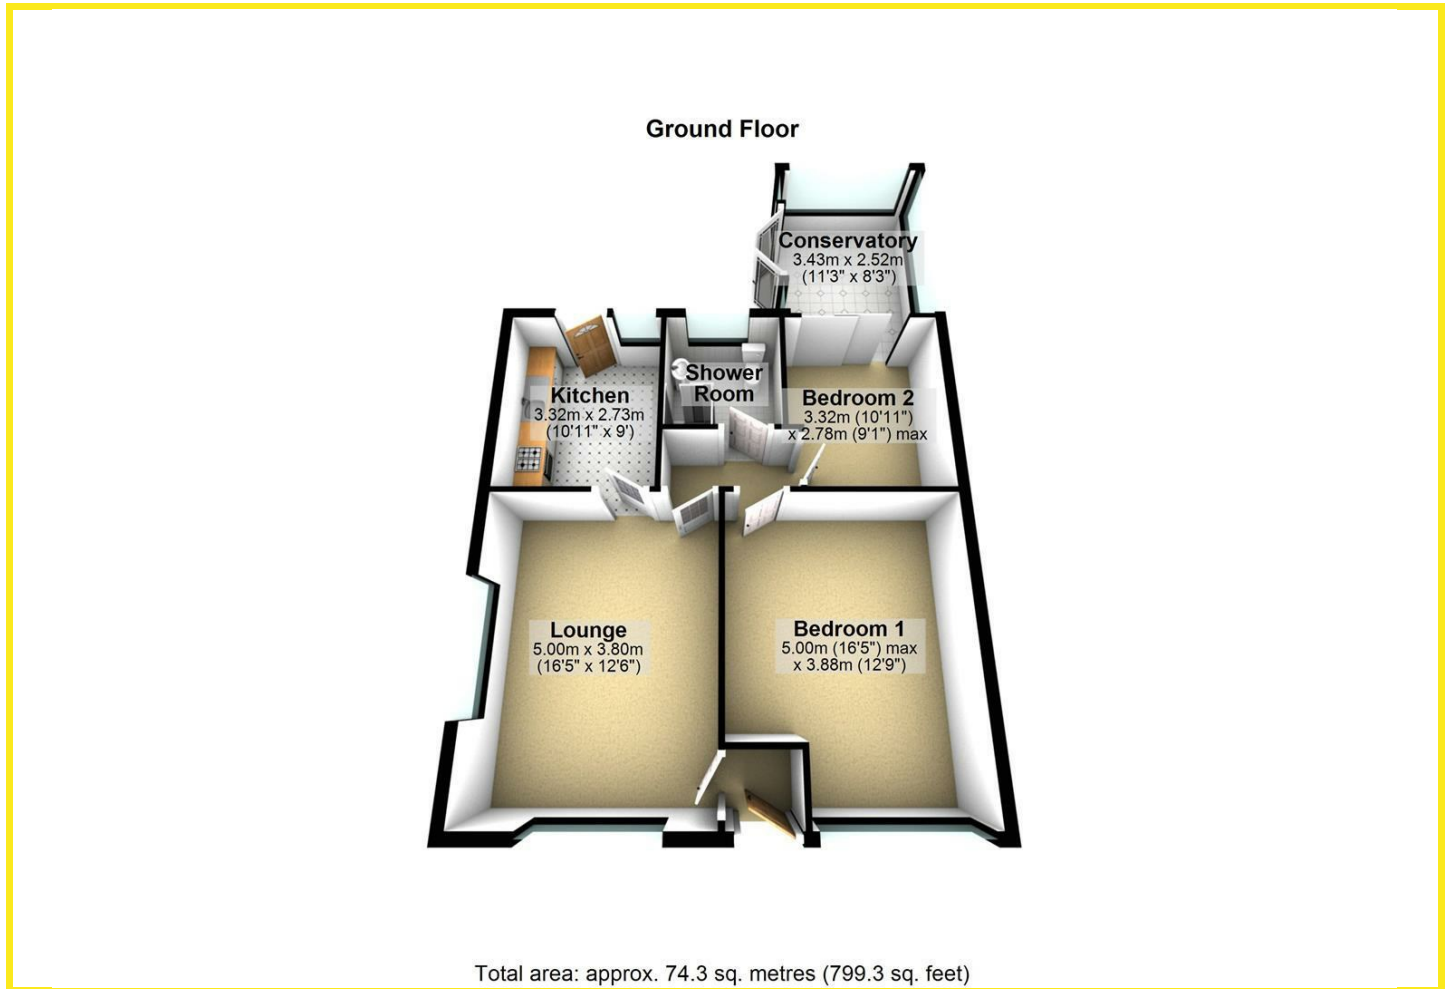 Ground Floor
Conservatory
3.43m x 2.52m
(11'3" x 8'3")
Kitchen
3.32m x 2.73m
(10'11" x 9')
Shower
Room
Bedroom 2
3.32m (10'11")
x 2.78m (9'1") max
Lounge
5.00m x 3.80m
(16'5" x 12'6")
Bedroom 1
5.00m (16'5") max
x 3.88m (12'9")
Total area: approx. 74.3 sq. metres (799.3 sq. feet)